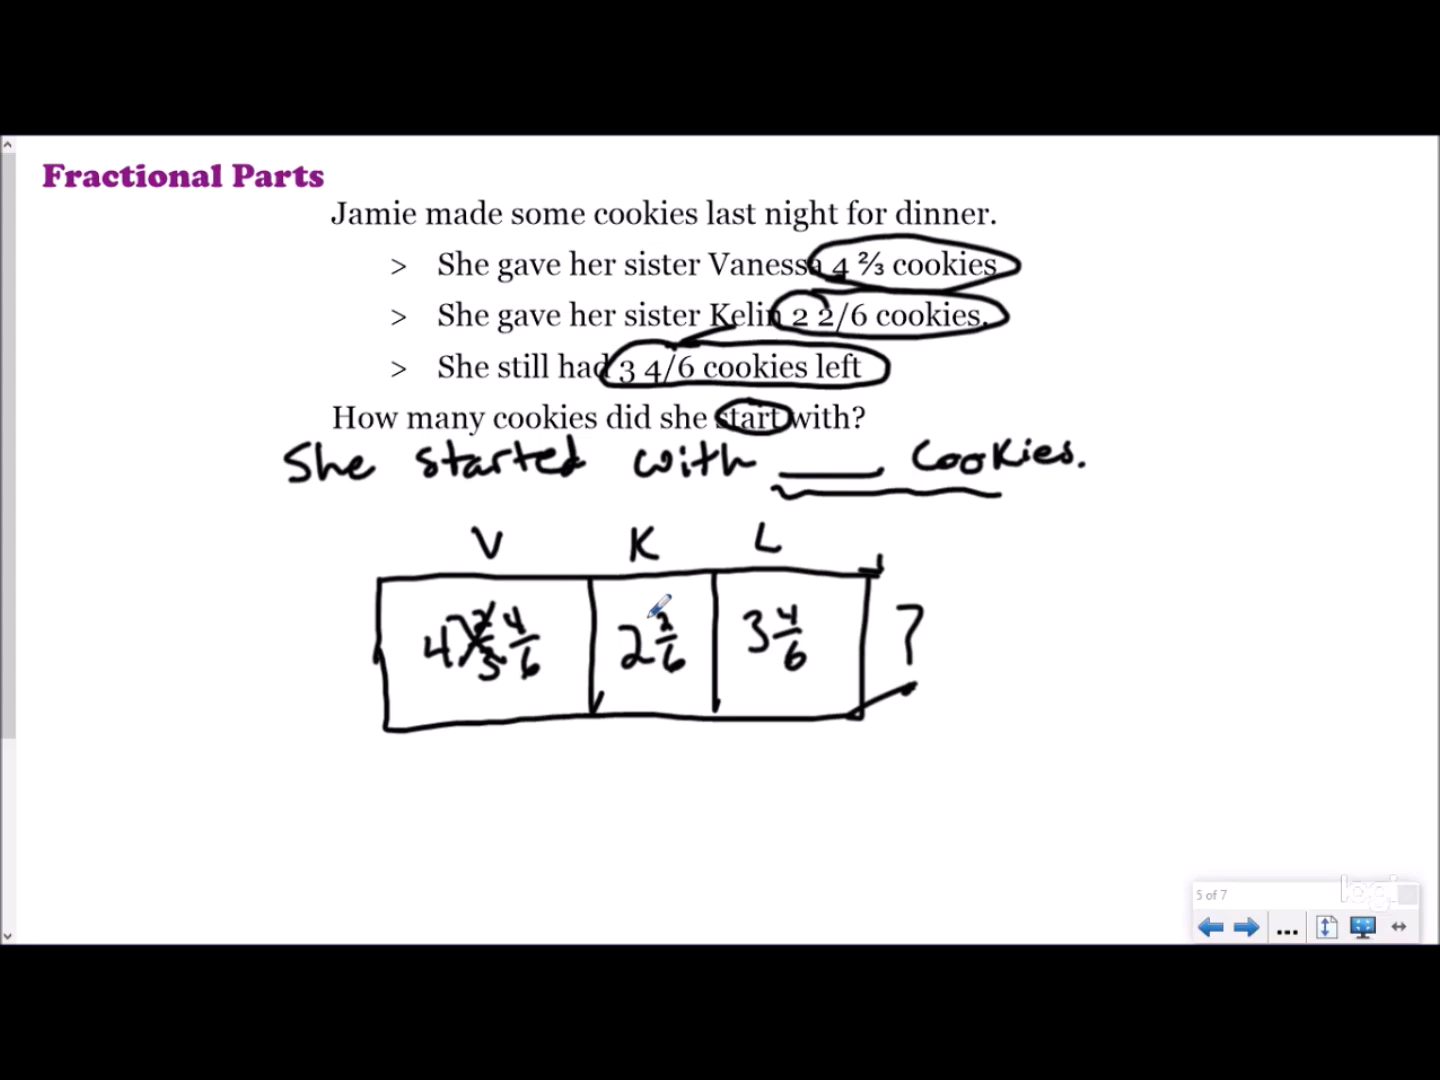 Fractional Parts
Jamie made some cookies last night for dinner.
> She gave her sister Vanessa 4 ⅔ cookies
> She gave her sister Kelin 2 2/6 cookies.
> She still had 3 4/6 cookies left
How many cookies did she start with?
She started with ___ cookies.
V K L
4 2/3 4/6 2 2/6 3 4/6 ?
5 of 7
logi
...